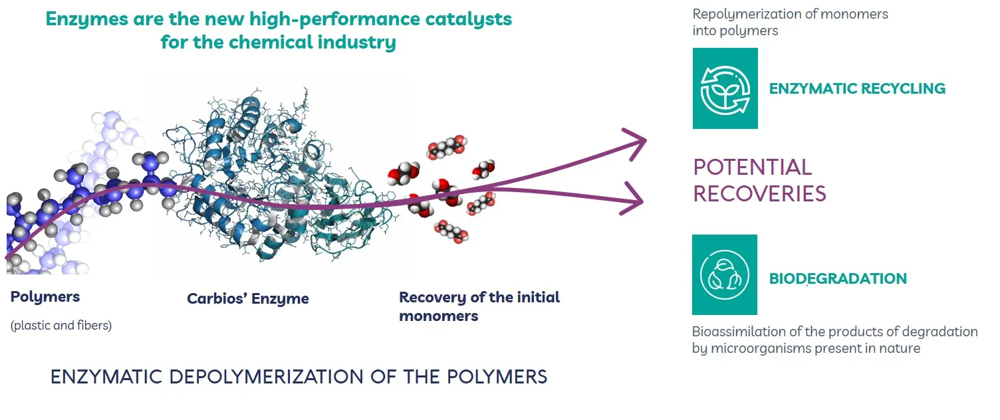 Enzymes are the new high-performance catalysts
for the chemical industry
Polymers
(plastic and fibers)
Carbios’ Enzyme
Recovery of the initial
monomers
ENZYMATIC DEPOLYMERIZATION OF THE POLYMERS
Repolymerization of monomers
into polymers
ENZYMATIC RECYCLING
POTENTIAL
RECOVERIES
BIODEGRADATION
Bioassimilation of the products of degradation
by microorganisms present in nature